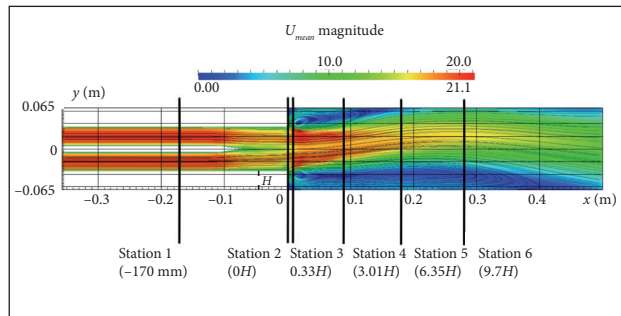 U_mean magnitude
10.0 20.0
0.00 21.1
y (m)
0.065
0
−0.065
H
−0.3 −0.2 −0.1 0 0.1 0.2 0.3 0.4 x (m)
Station 1 Station 2 Station 3 Station 4 Station 5 Station 6
(−170 mm) (0H) 0.33H) (3.01H) (6.35H) (9.7H)